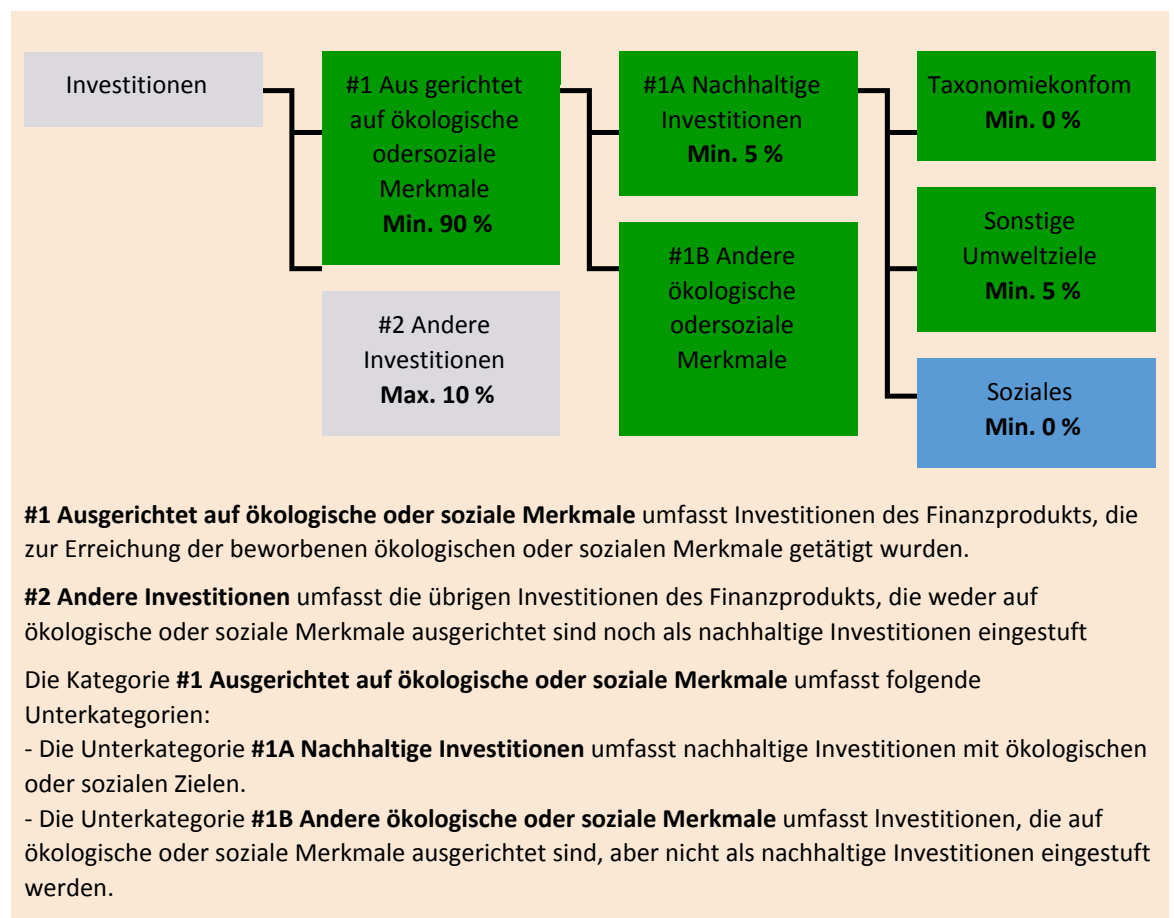 Investitionen
#1 Aus gerichtet
auf ökologische
odersoziale
Merkmale
Min. 90 %
#2 Andere
Investitionen
Max. 10 %
#1A Nachhaltige
Investitionen
Min. 5 %
#1B Andere
ökologische
odersoziale
Merkmale
Taxonomiekonfom
Min. 0 %
Sonstige
Umweltziele
Min. 5 %
Soziales
Min. 0 %
#1 Ausgerichtet auf ökologische oder soziale Merkmale umfasst Investitionen des Finanzprodukts, die
zur Erreichung der beworbenen ökologischen oder sozialen Merkmale getätigt wurden.
#2 Andere Investitionen umfasst die übrigen Investitionen des Finanzprodukts, die weder auf
ökologische oder soziale Merkmale ausgerichtet sind noch als nachhaltige Investitionen eingestuft
Die Kategorie #1 Ausgerichtet auf ökologische oder soziale Merkmale umfasst folgende
Unterkategorien:
- Die Unterkategorie #1A Nachhaltige Investitionen umfasst nachhaltige Investitionen mit ökologischen
oder sozialen Zielen.
- Die Unterkategorie #1B Andere ökologische oder soziale Merkmale umfasst lnvestitionen, die auf
ökologische oder soziale Merkmale ausgerichtet sind, aber nicht als nachhaltige Investitionen eingestuft
werden.